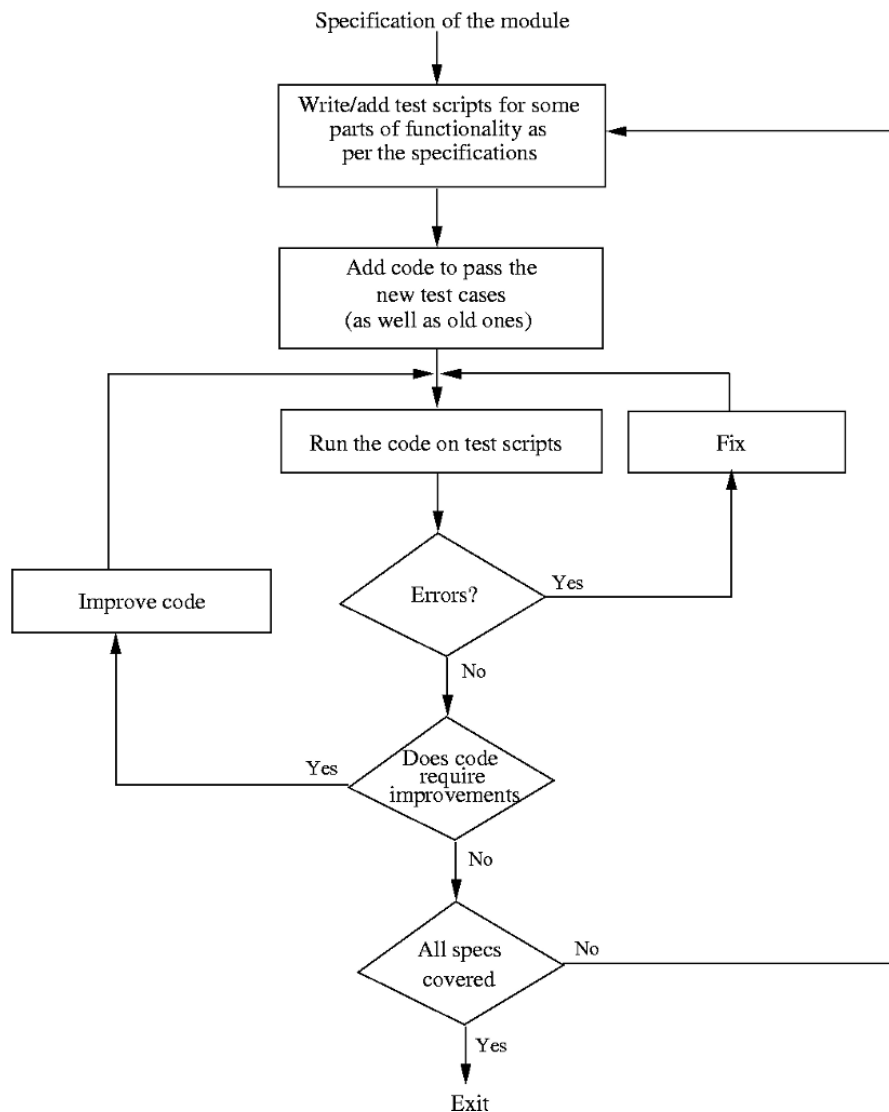 Specification of the module
Write/add test scripts for some
parts of functionality as
per the specifications
Add code to pass the
new test cases
(as well as old ones)
Run the code on test scripts
Fix
Improve code
Errors?
Yes
No
Does code
require
improvements
Yes
No
All specs
covered
No
Yes
Exit